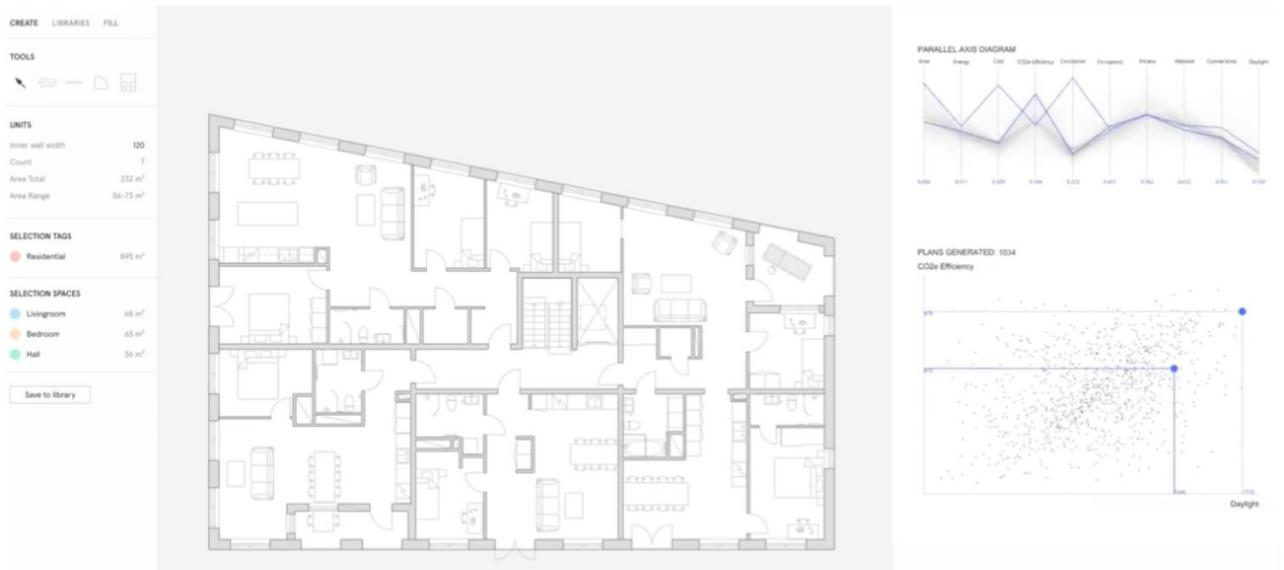 CREATE LIBRARIES FILL
TOOLS
UNITS
Inner wall width 120
Count 7
Area Total 232 m²
Area Range 56-73 m²
SELECTION TAGS
Residential 895 m²
SELECTION SPACES
Livingroom 68 m²
Bedroom 65 m²
Hall 36 m²
Save to library
PARALLEL AXIS DIAGRAM
Area Energy Cost CO2e Efficiency Circulation Occupancy Fitness Material Connections Daylight
PLANS GENERATED: 1034
CO2e Efficiency
Daylight